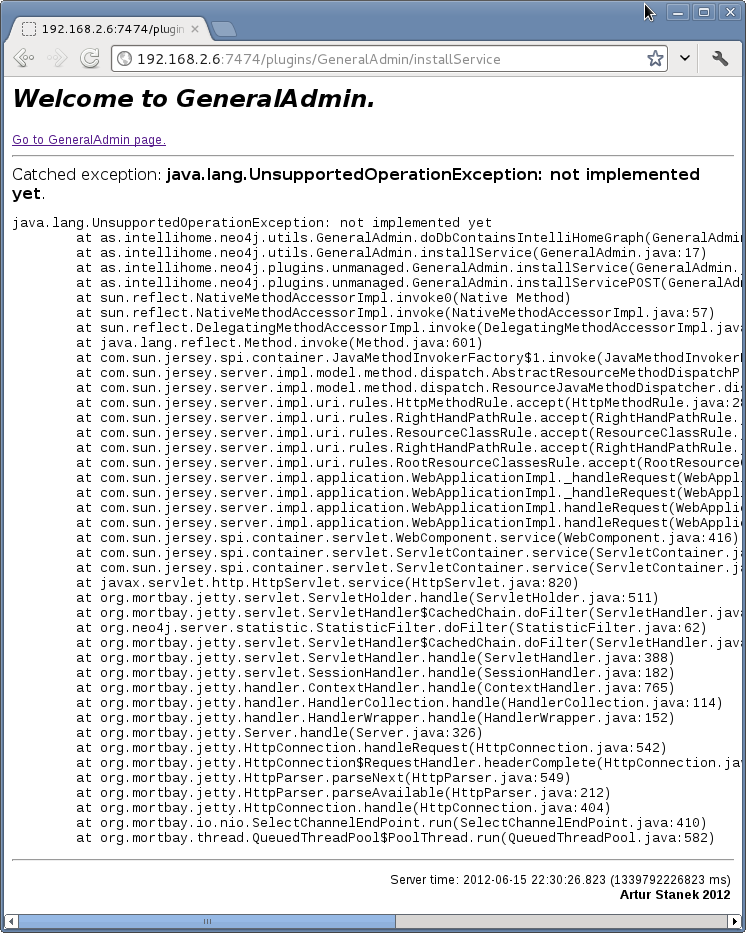 192.168.2.6:7474/plugin
192.168.2.6:7474/plugins/GeneralAdmin/installService
Welcome to GeneralAdmin.
Go to GeneralAdmin page.
Catched exception: java.lang.UnsupportedOperationException: not implemented
yet.
java.lang.UnsupportedOperationException: not implemented yet
at as.intellihome.neo4j.utils.GeneralAdmin.doDbContainsIntelliHomeGraph(GeneralAdmi
at as.intellihome.neo4j.utils.GeneralAdmin.installService(GeneralAdmin.java:17)
at as.intellihome.neo4j.plugins.unmanaged.GeneralAdmin.installService(GeneralAdmin.
at as.intellihome.neo4j.plugins.unmanaged.GeneralAdmin.installServicePOST(GeneralAd
at sun.reflect.NativeMethodAccessorImpl.invoke0(Native Method)
at sun.reflect.NativeMethodAccessorImpl.invoke(NativeMethodAccessorImpl.java:57)
at sun.reflect.DelegatingMethodAccessorImpl.invoke(DelegatingMethodAccessorImpl.jav
at java.lang.reflect.Method.invoke(Method.java:601)
at com.sun.jersey.spi.container.JavaMethodInvokerFactory$1.invoke(JavaMethodInvoker
at com.sun.jersey.server.impl.model.method.dispatch.AbstractResourceMethodDispatchP
at com.sun.jersey.server.impl.model.method.dispatch.ResourceJavaMethodDispatcher.dis
at com.sun.jersey.server.impl.uri.rules.HttpMethodRule.accept(HttpMethodRule.java:28
at com.sun.jersey.server.impl.uri.rules.RightHandPathRule.accept(RightHandPathRule.
at com.sun.jersey.server.impl.uri.rules.ResourceClassRule.accept(ResourceClassRule.
at com.sun.jersey.server.impl.uri.rules.RightHandPathRule.accept(RightHandPathRule.
at com.sun.jersey.server.impl.uri.rules.RootResourceClassesRule.accept(RootResource
at com.sun.jersey.server.impl.application.WebApplicationImpl._handleRequest(WebAppl
at com.sun.jersey.server.impl.application.WebApplicationImpl._handleRequest(WebAppl
at com.sun.jersey.server.impl.application.WebApplicationImpl.handleRequest(WebAppli
at com.sun.jersey.server.impl.application.WebApplicationImpl.handleRequest(WebAppli
at com.sun.jersey.spi.container.servlet.WebComponent.service(WebComponent.java:416)
at com.sun.jersey.spi.container.servlet.ServletContainer.service(ServletContainer.ja
at com.sun.jersey.spi.container.servlet.ServletContainer.service(ServletContainer.ja
at javax.servlet.http.HttpServlet.service(HttpServlet.java:820)
at org.mortbay.jetty.servlet.ServletHolder.handle(ServletHolder.java:511)
at org.mortbay.jetty.servlet.ServletHandler$CachedChain.doFilter(ServletHandler.java
at org.neo4j.server.statistic.StatisticFilter.doFilter(StatisticFilter.java:62)
at org.mortbay.jetty.servlet.ServletHandler$CachedChain.doFilter(ServletHandler.java
at org.mortbay.jetty.servlet.ServletHandler.handle(ServletHandler.java:388)
at org.mortbay.jetty.servlet.SessionHandler.handle(SessionHandler.java:182)
at org.mortbay.jetty.handler.ContextHandler.handle(ContextHandler.java:765)
at org.mortbay.jetty.handler.HandlerCollection.handle(HandlerCollection.java:114)
at org.mortbay.jetty.handler.HandlerWrapper.handle(HandlerWrapper.java:152)
at org.mortbay.jetty.Server.handle(Server.java:326)
at org.mortbay.jetty.HttpConnection.handleRequest(HttpConnection.java:542)
at org.mortbay.jetty.HttpConnection$RequestHandler.headerComplete(HttpConnection.jav
at org.mortbay.jetty.HttpParser.parseNext(HttpParser.java:549)
at org.mortbay.jetty.HttpParser.parseAvailable(HttpParser.java:212)
at org.mortbay.jetty.HttpConnection.handle(HttpConnection.java:404)
at org.mortbay.io.nio.SelectChannelEndPoint.run(SelectChannelEndPoint.java:410)
at org.mortbay.thread.QueuedThreadPool$PoolThread.run(QueuedThreadPool.java:582)
Server time: 2012-06-15 22:30:26.823 (1339792226823 ms)
Artur Stanek 2012